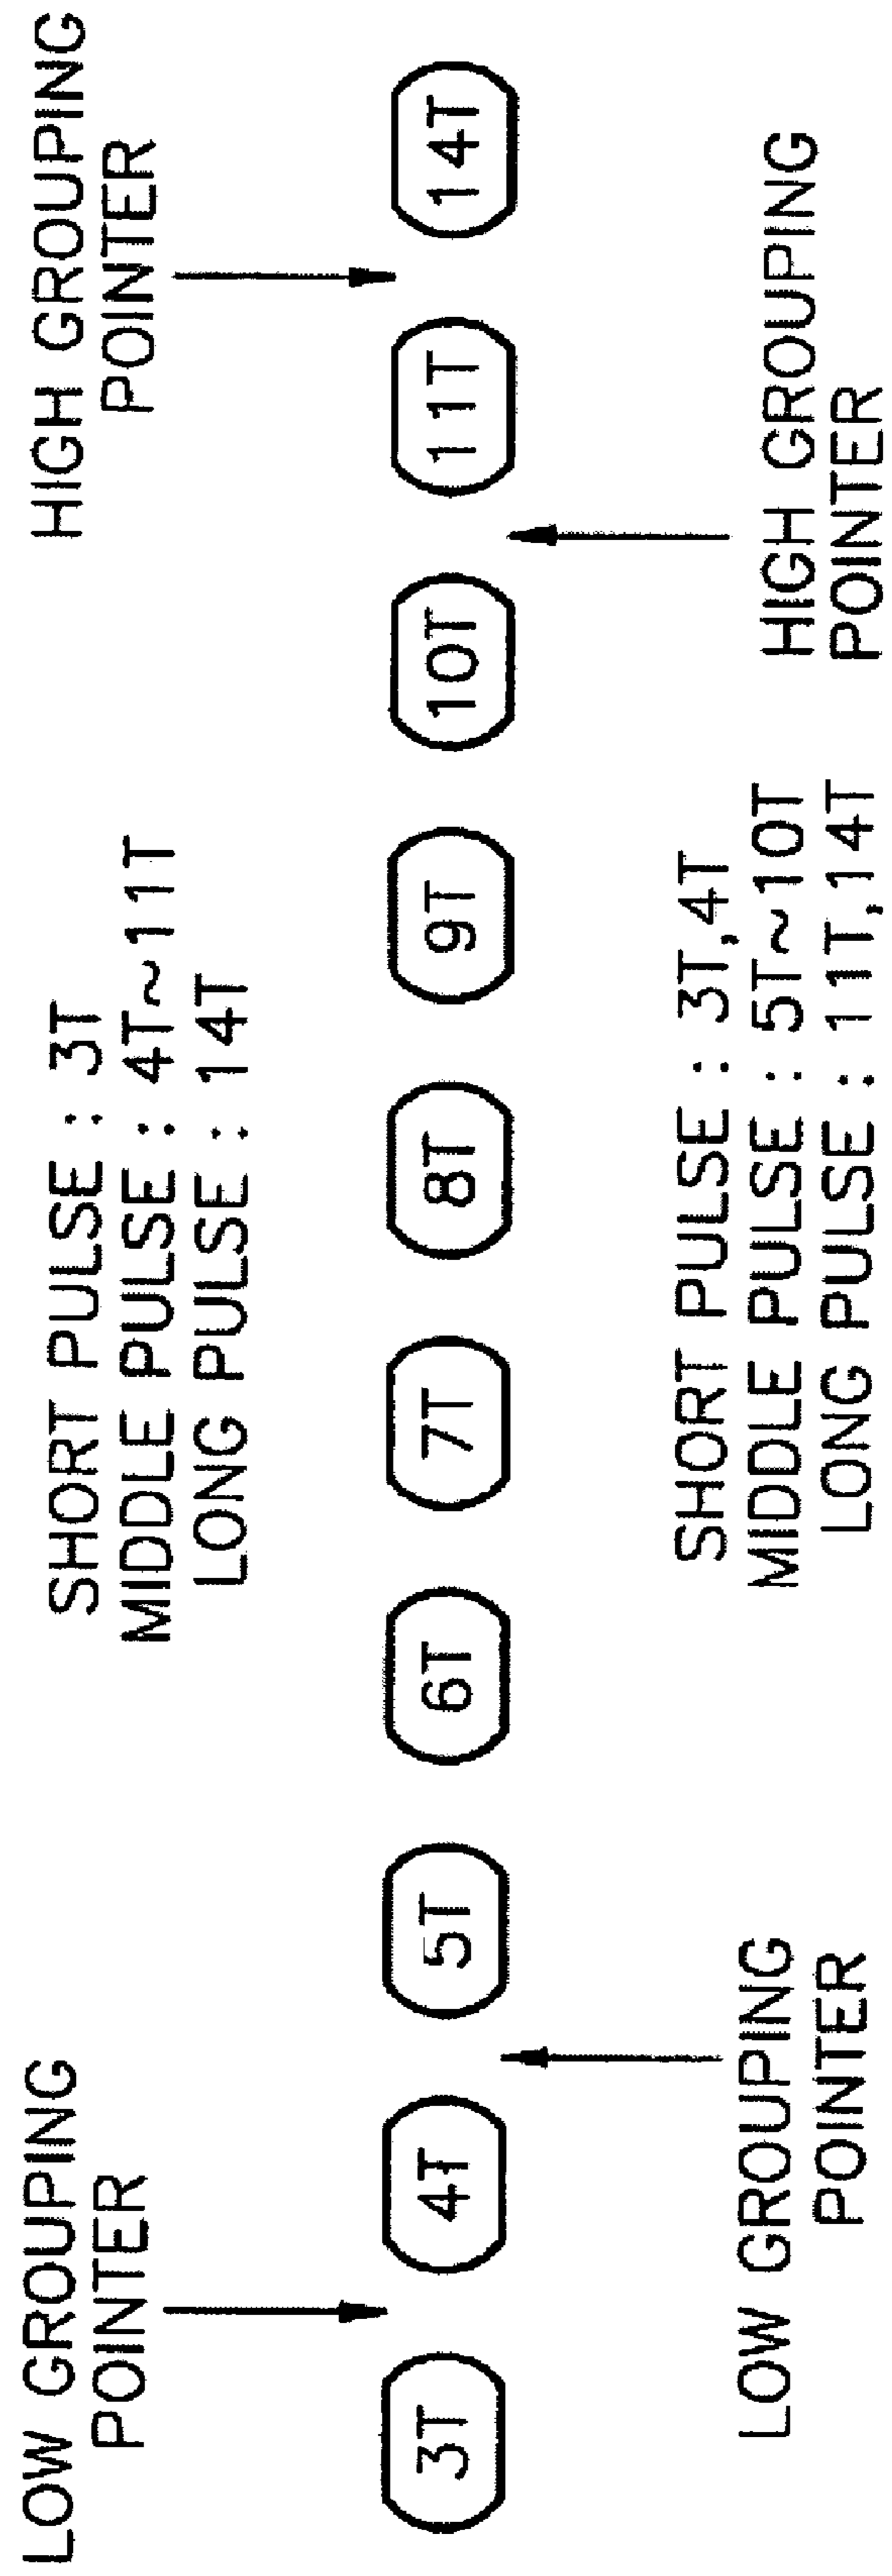 LOW GROUPING
POINTER
SHORT PULSE : 3T
MIDDLE PULSE : 4T~11T
LONG PULSE : 14T
HIGH GROUPING
POINTER
3T
4T
5T
6T
7T
8T
9T
10T
11T
14T
LOW GROUPING
POINTER
SHORT PULSE : 3T,4T
MIDDLE PULSE : 5T~10T
LONG PULSE : 11T,14T
HIGH GROUPING
POINTER